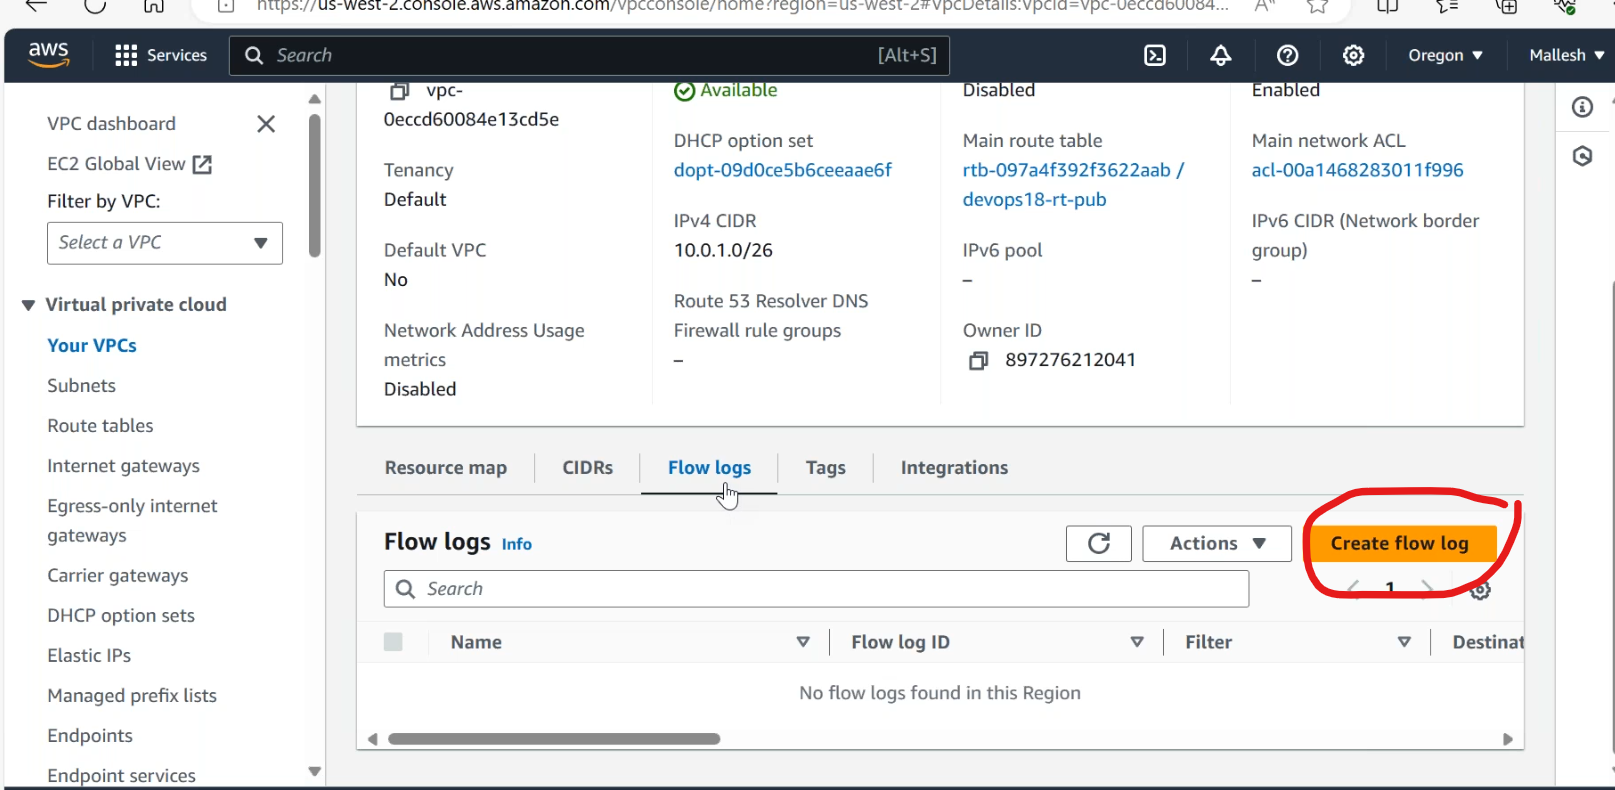 https://us-west-2.console.aws.amazon.com/vpcconsole/home?region=us-west-2#VpcDetails:VpcId=vpc-0eccd60084...
aws
Services
Search
[Alt+S]
Oregon
Mallesh
VPC dashboard
EC2 Global View
Filter by VPC:
Select a VPC
Virtual private cloud
Your VPCs
Subnets
Route tables
Internet gateways
Egress-only internet
gateways
Carrier gateways
DHCP option sets
Elastic IPs
Managed prefix lists
Endpoints
Endpoint services
vpc-
0eccd60084e13cd5e
Tenancy
Default
Default VPC
No
Network Address Usage
metrics
Disabled
Available
DHCP option set
dopt-09d0ce5b6ceeaae6f
IPv4 CIDR
10.0.1.0/26
Route 53 Resolver DNS
Firewall rule groups
–
Disabled
Main route table
rtb-097a4f392f3622aab /
devops18-rt-pub
IPv6 pool
–
Owner ID
897276212041
Enabled
Main network ACL
acl-00a1468283011f996
IPv6 CIDR (Network border
group)
–
Resource map
CIDRs
Flow logs
Tags
Integrations
Flow logs Info
Actions
Create flow log
Search
1
Name
Flow log ID
Filter
Destinat
No flow logs found in this Region